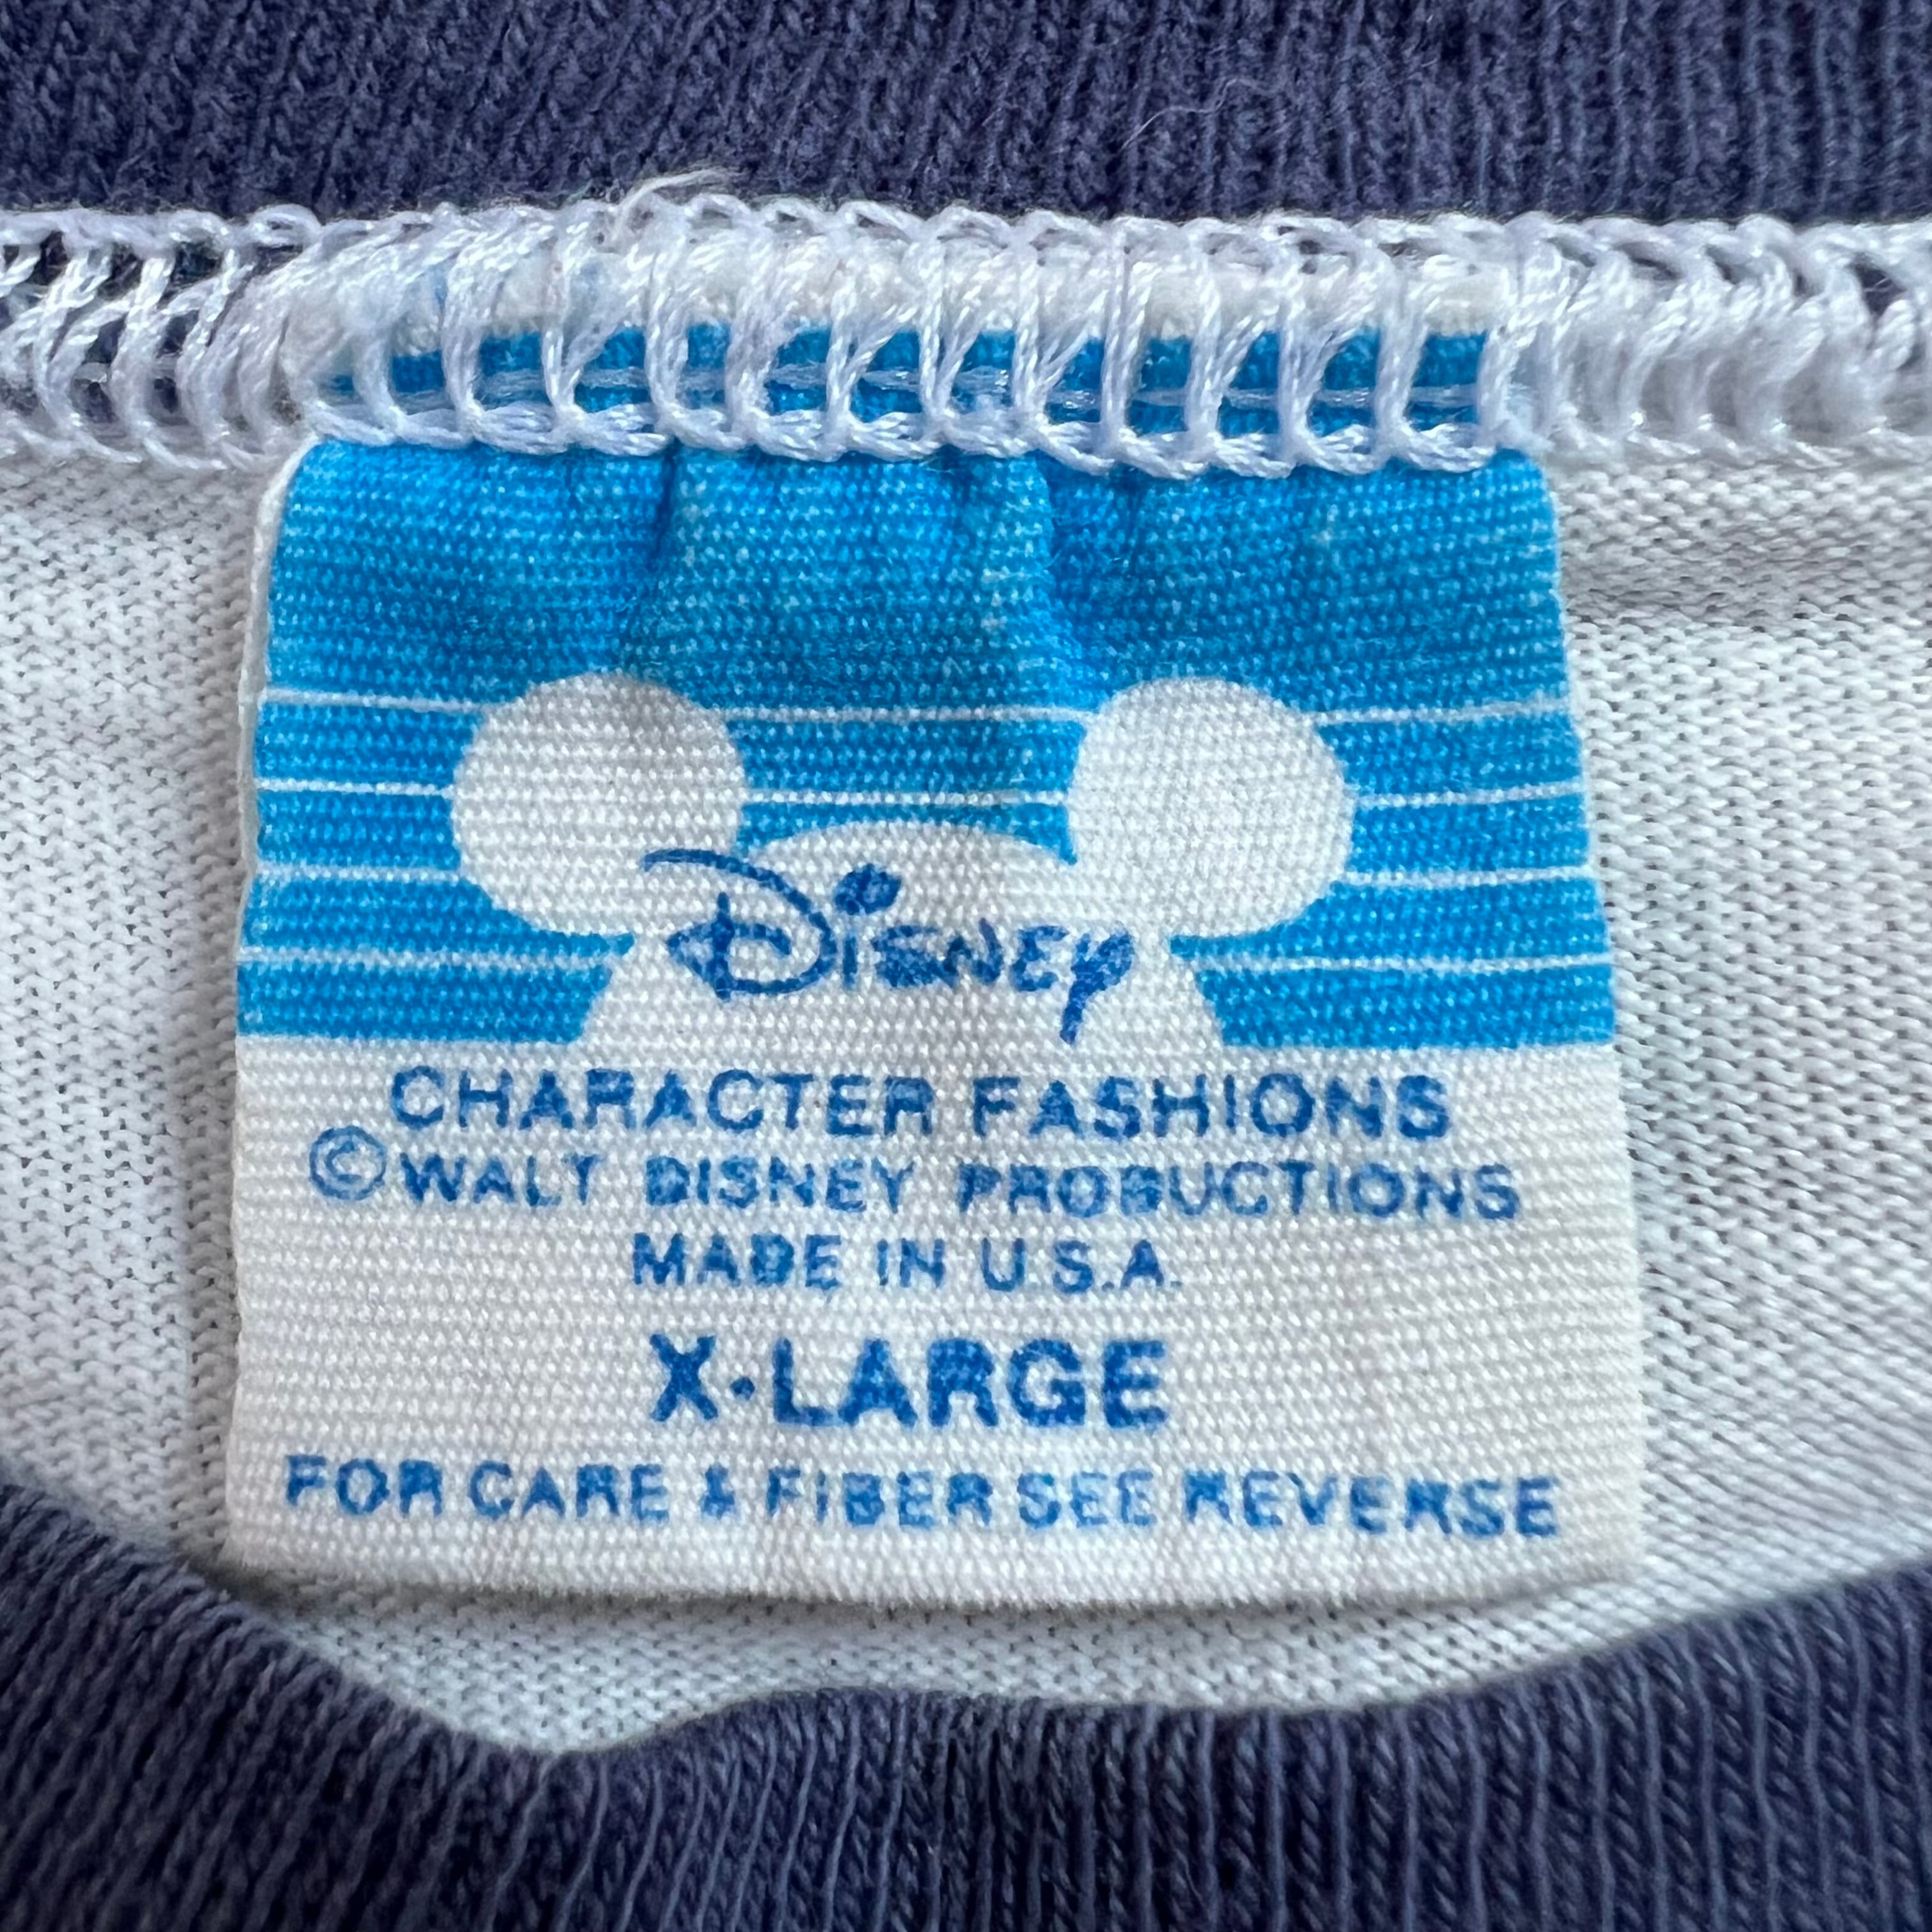 Disney
CHARACTER FASHIONS
©WALT DISNEY PRODUCTIONS
MADE IN U.S.A.
X-LARGE
FOR CARE & FIBER SEE REVERSE